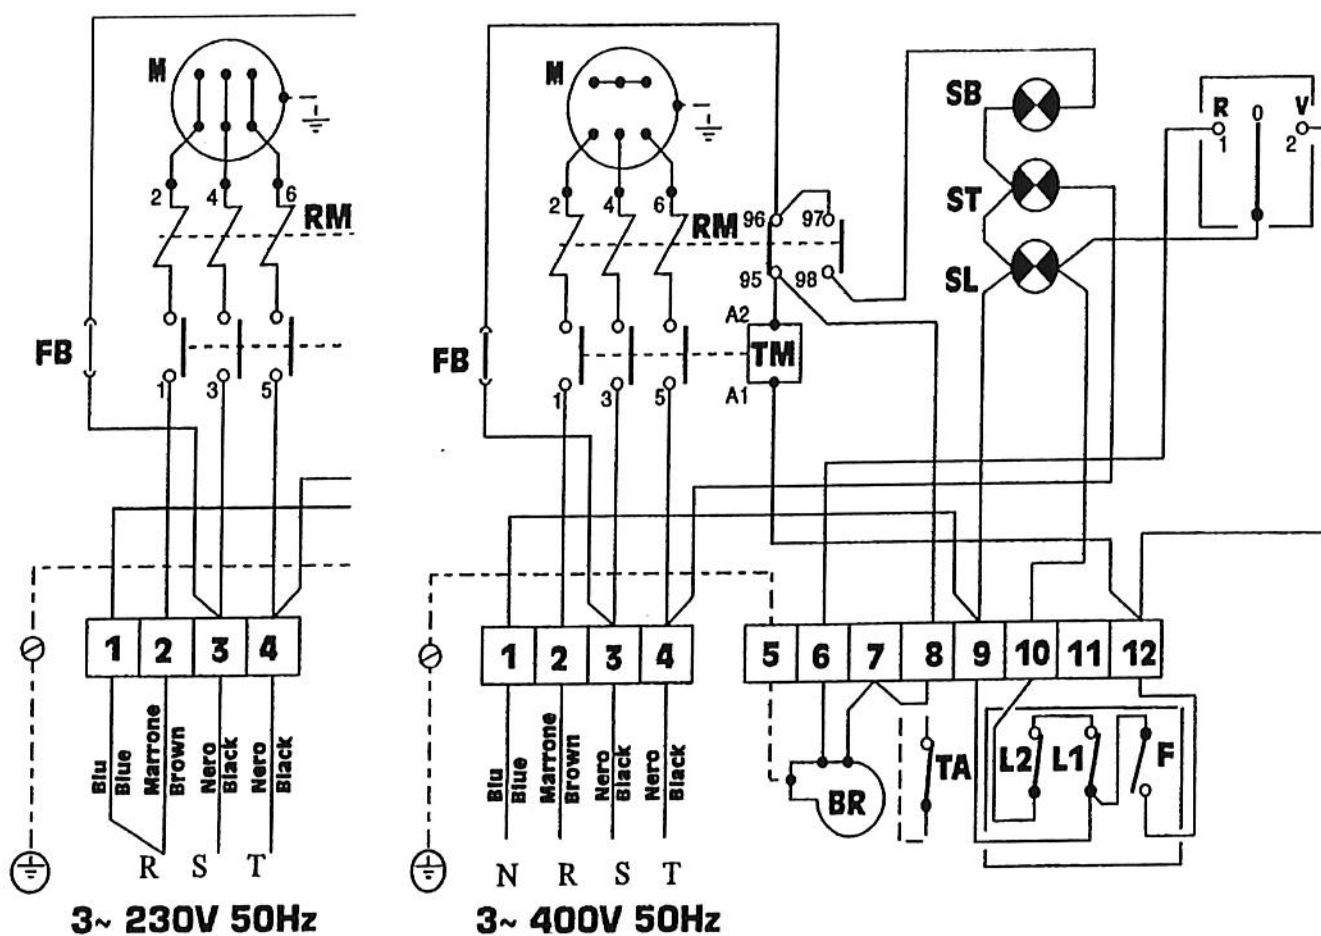 M
2 4 6
RM
FB
1 3 5
1 2 3 4
Blu
Blue
Marrone
Brown
Nero
Black
Nero
Black
R S T
3~ 230V 50Hz
M
2 4 6
RM
96 97
95 98
A2
TM
A1
FB
1 3 5
SB
ST
SL
R 0 V
1 2
1 2 3 4
5 6 7 8 9 10 11 12
Blu
Blue
Marrone
Brown
Nero
Black
Nero
Black
BR
TA
L2 L1 F
N R S T
3~ 400V 50Hz